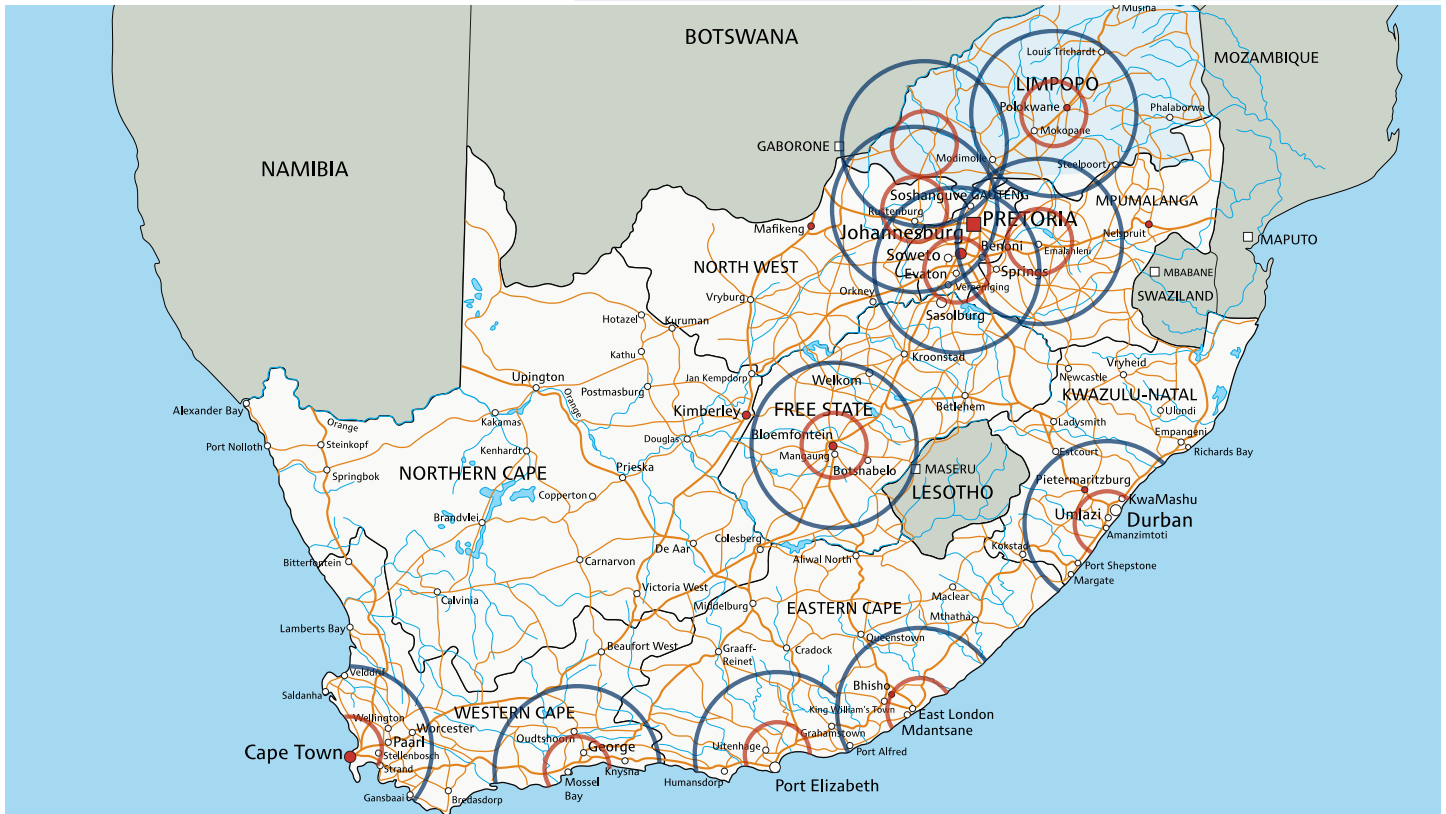 Musina
BOTSWANA
Louis Trichardt
MOZAMBIQUE
LIMPOPO
Polokwane
Phalaborwa
Mokopane
GABORONE
Modimolle
Steelpoort
NAMIBIA
Soshanguve
GAUTENG
MPUMALANGA
Rustenburg
PRETORIA
Mafikeng
Johannesburg
Nelspruit
MAPUTO
Benoni
Emalahleni
Soweto
NORTH WEST
Evaton
Springs
MBABANE
Vereeniging
Orkney
SWAZILAND
Vryburg
Sasolburg
Hotazel
Kuruman
Kathu
Kroonstad
Vryheid
Upington
Jan Kempdorp
Welkom
Newcastle
Postmasburg
KWAZULU-NATAL
Orange
Alexander Bay
Kimberley
FREE STATE
Betlehem
Ulundi
Kakamas
Orange
Ladysmith
Port Nolloth
Steinkopf
Douglas
Bloemfontein
Empangeni
Kenhardt
Mangaung
Estcourt
Richards Bay
Springbok
NORTHERN CAPE
Prieska
Botshabelo
MASERU
Pietermaritzburg
LESOTHO
Copperton
KwaMashu
Brandvlei
Umlazi
Durban
Amanzimtoti
De Aar
Colesberg
Kokstad
Bitterfontein
Carnarvon
Aliwal North
Port Shepstone
Margate
Victoria West
Calvinia
Middelburg
EASTERN CAPE
Maclear
Mthatha
Lamberts Bay
Beaufort West
Graaff-
Reinet
Cradock
Queenstown
Velddrif
Saldanha
Bhisho
WESTERN CAPE
King William's Town
East London
Wellington
Worcester
Mdantsane
Grahamstown
Oudtshoorn
Paarl
George
Uitenhage
Port Alfred
Cape Town
Stellenbosch
Strand
Knysna
Mossel
Bay
Humansdorp
Port Elizabeth
Gansbaai
Bredasdorp